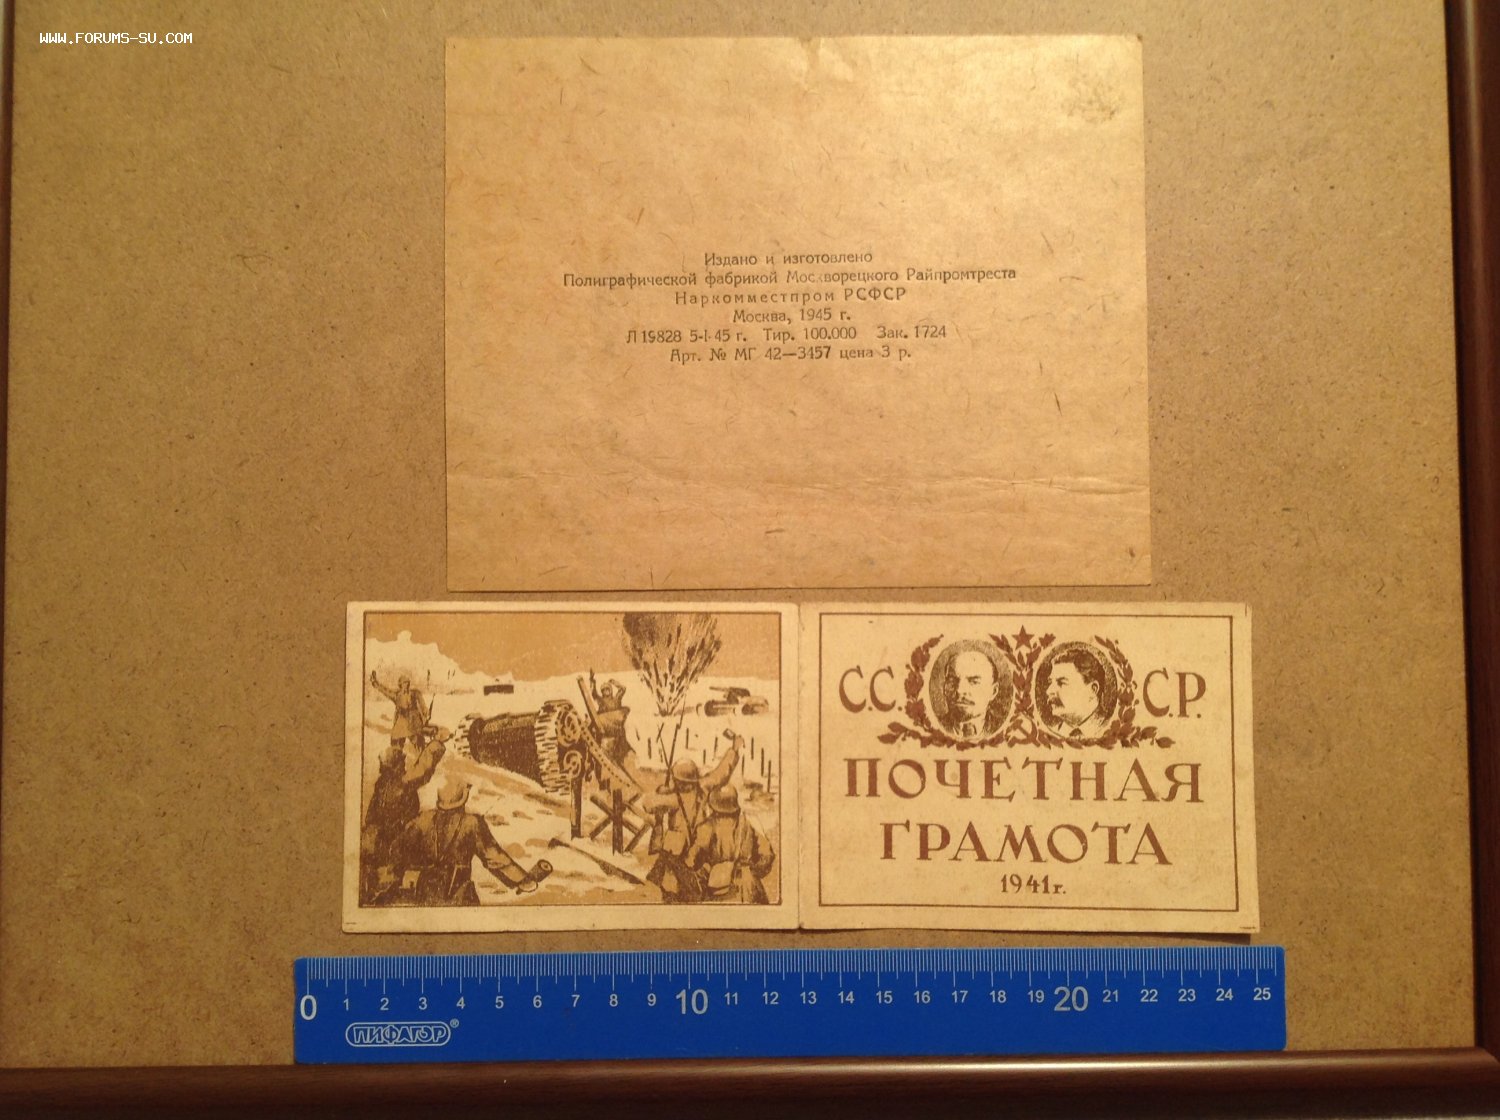 WWW.FORUMS-SU.COM
Издано и изготовлено
Полиграфической фабрикой Москворецкого Райпромтреста
Наркомместпром РСФСР
Москва, 1945 г.
Л 19828 5-I-45 г. Тир. 100.000 Зак. 1724
Арт. № МГ 42—3457 цена 3 р.
С.С. С.Р.
ПОЧЕТНАЯ
ГРАМОТА
1941г.
0 1 2 3 4 5 6 7 8 9 10 11 12 13 14 15 16 17 18 19 20 21 22 23 24 25
ПИФАГОР®